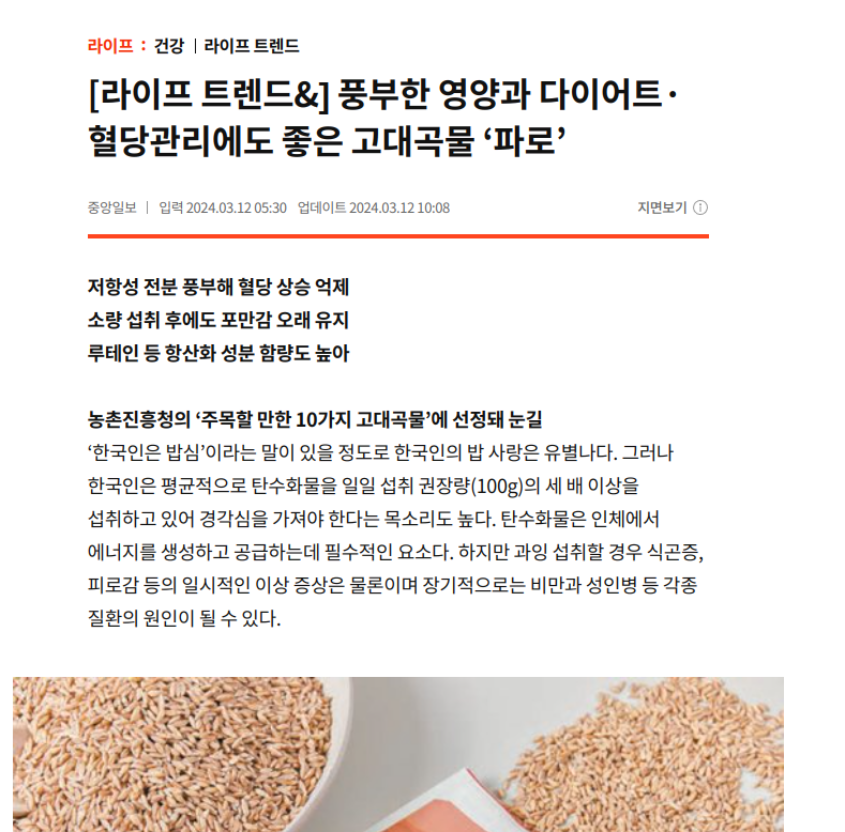 라이프 : 건강 | 라이프 트렌드
[라이프 트렌드&] 풍부한 영양과 다이어트·
혈당관리에도 좋은 고대곡물 ‘파로’
중앙일보 | 입력 2024.03.12 05:30 업데이트 2024.03.12 10:08 지면보기 ⓘ
저항성 전분 풍부해 혈당 상승 억제
소량 섭취 후에도 포만감 오래 유지
루테인 등 항산화 성분 함량도 높아
농촌진흥청의 ‘주목할 만한 10가지 고대곡물’에 선정돼 눈길
‘한국인은 밥심’이라는 말이 있을 정도로 한국인의 밥 사랑은 유별나다. 그러나
한국인은 평균적으로 탄수화물을 일일 섭취 권장량(100g)의 세 배 이상을
섭취하고 있어 경각심을 가져야 한다는 목소리도 높다. 탄수화물은 인체에서
에너지를 생성하고 공급하는데 필수적인 요소다. 하지만 과잉 섭취할 경우 식곤증,
피로감 등의 일시적인 이상 증상은 물론이며 장기적으로는 비만과 성인병 등 각종
질환의 원인이 될 수 있다.